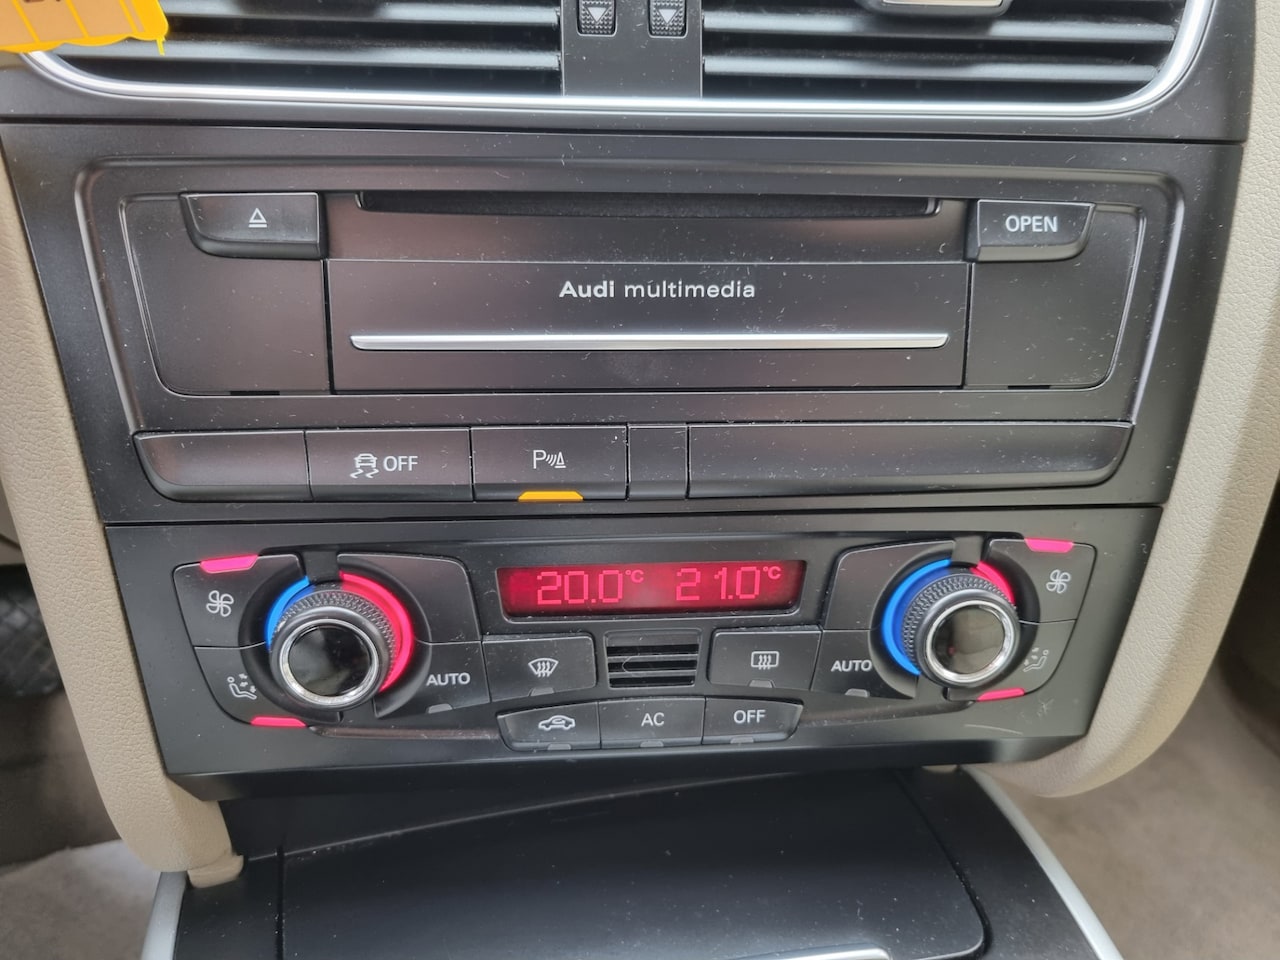 OPEN
Audi multimedia
OFF
P
20.0°C 21.0°C
AUTO
AUTO
AC
OFF